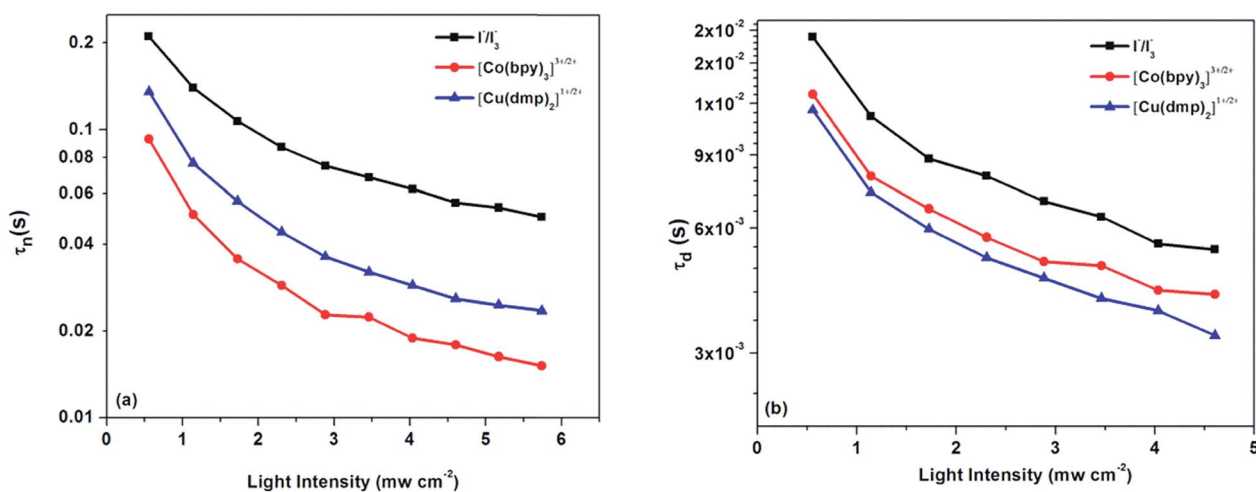 0.2
0.1
0.08
0.06
0.04
0.02
0.01
τn(s)
I-/I-3
[Co(bpy)3]3+/2+
[Cu(dmp)2]1+/2+
(a)
0 1 2 3 4 5 6
Light Intensity (mw cm-2)
2x10-2
2x10-2
1x10-2
9x10-3
6x10-3
3x10-3
τd (s)
I-/I-3
[Co(bpy)3]3+/2+
[Cu(dmp)2]1+/2+
(b)
0 1 2 3 4 5
Light Intensity (mw cm-2)